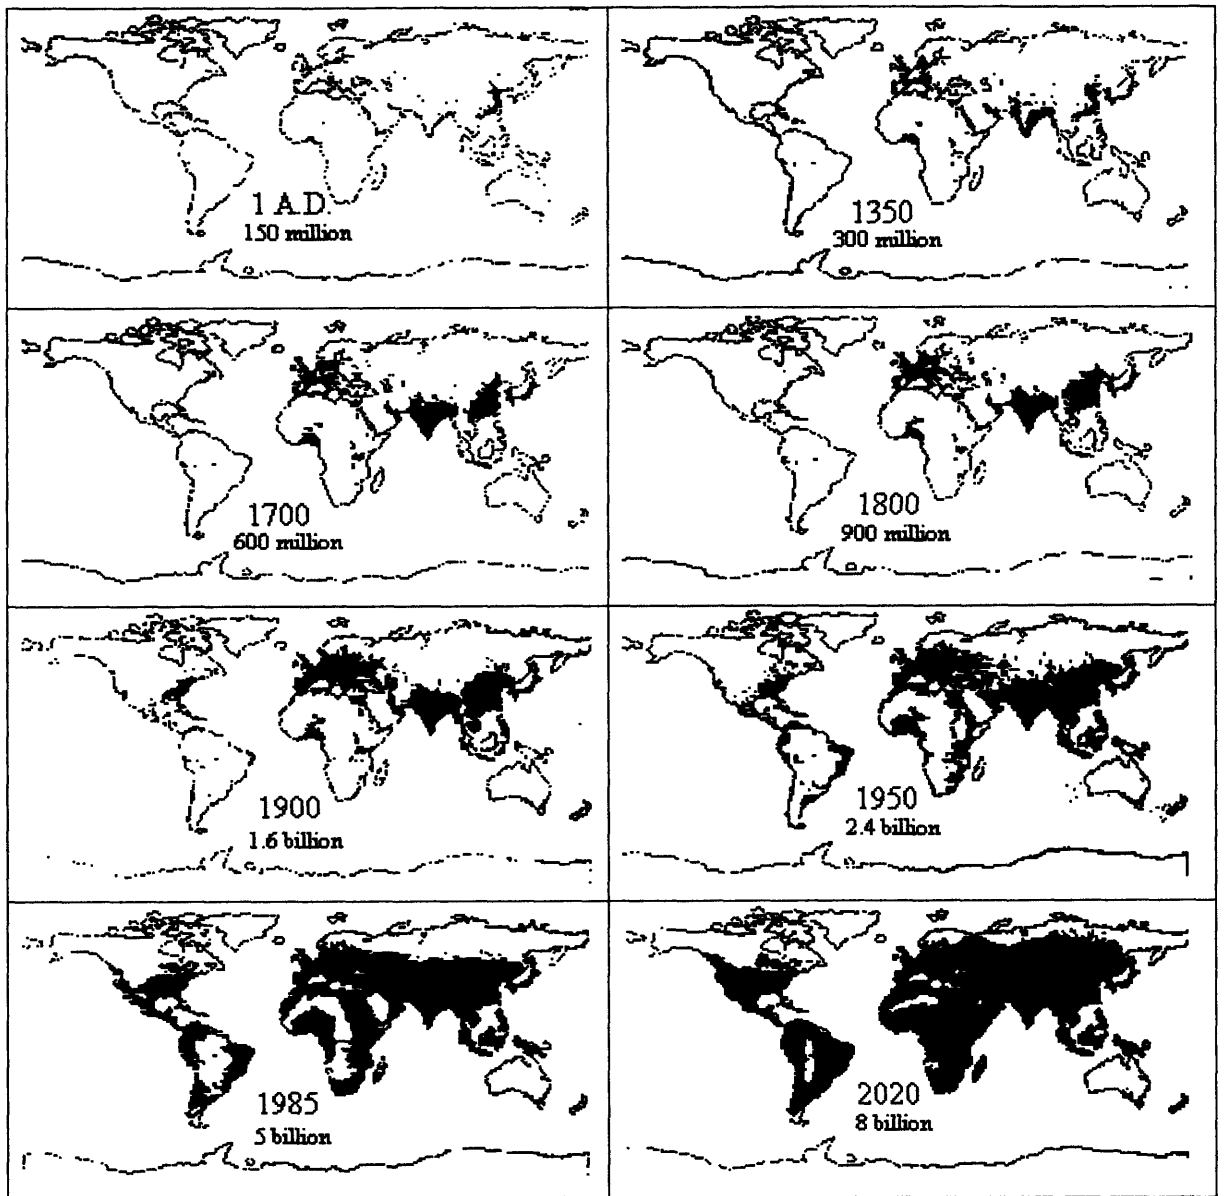 1 A.D.
150 million
1350
300 million
1700
600 million
1800
900 million
1900
1.6 billion
1950
2.4 billion
1985
5 billion
2020
8 billion